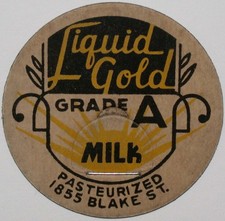 Liquid
Gold
GRADE A
MILK
PASTEURIZED
1855 BLAKE ST.